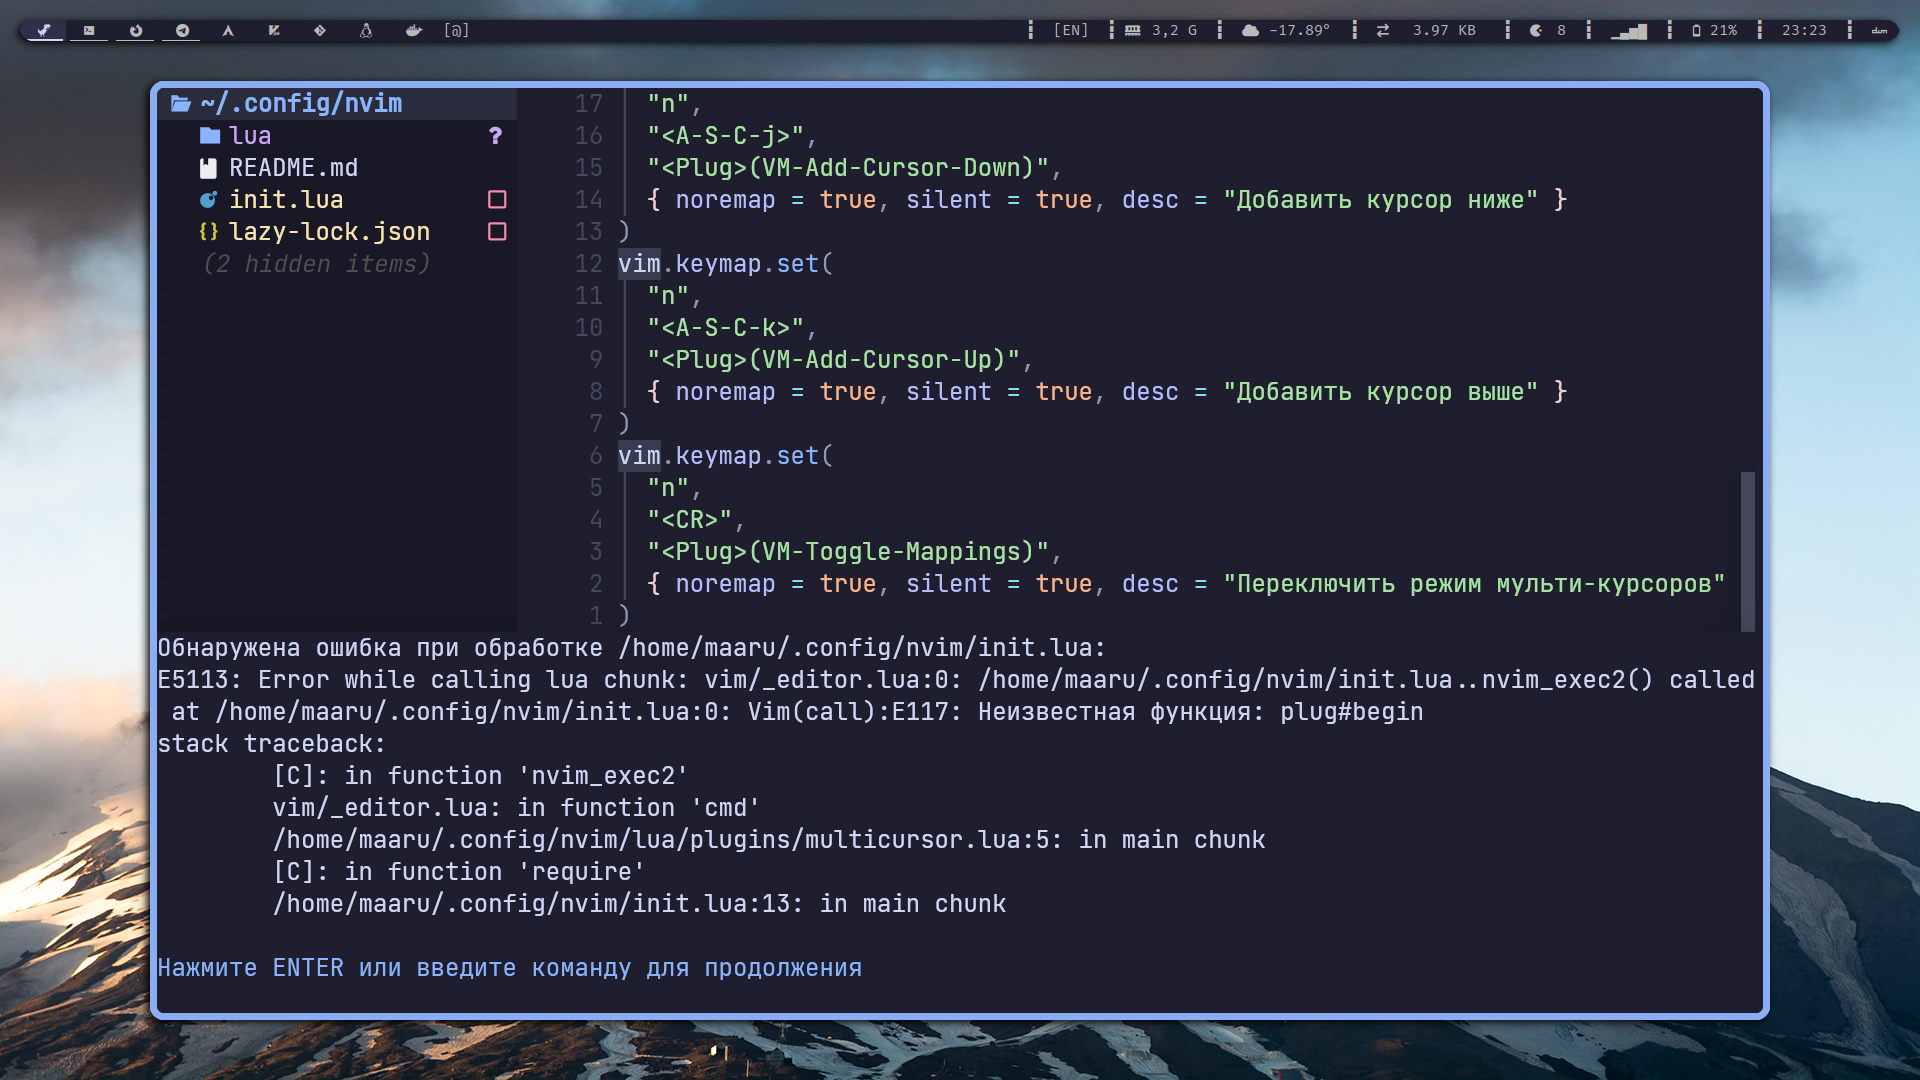 [@]
[EN]
3,2 G
-17.89°
3.97 KB
8
21%
23:23
dwm
~/.config/nvim
lua ?
README.md
init.lua
lazy-lock.json
(2 hidden items)
17 "n",
16 "<A-S-C-j>",
15 "<Plug>(VM-Add-Cursor-Down)",
14 { noremap = true, silent = true, desc = "Добавить курсор ниже" }
13 )
12 vim.keymap.set(
11 "n",
10 "<A-S-C-k>",
9 "<Plug>(VM-Add-Cursor-Up)",
8 { noremap = true, silent = true, desc = "Добавить курсор выше" }
7 )
6 vim.keymap.set(
5 "n",
4 "<CR>",
3 "<Plug>(VM-Toggle-Mappings)",
2 { noremap = true, silent = true, desc = "Переключить режим мульти-курсоров"
1 )
Обнаружена ошибка при обработке /home/maaru/.config/nvim/init.lua:
E5113: Error while calling lua chunk: vim/_editor.lua:0: /home/maaru/.config/nvim/init.lua..nvim_exec2() called
at /home/maaru/.config/nvim/init.lua:0: Vim(call):E117: Неизвестная функция: plug#begin
stack traceback:
[C]: in function 'nvim_exec2'
vim/_editor.lua: in function 'cmd'
/home/maaru/.config/nvim/lua/plugins/multicursor.lua:5: in main chunk
[C]: in function 'require'
/home/maaru/.config/nvim/init.lua:13: in main chunk
Нажмите ENTER или введите команду для продолжения